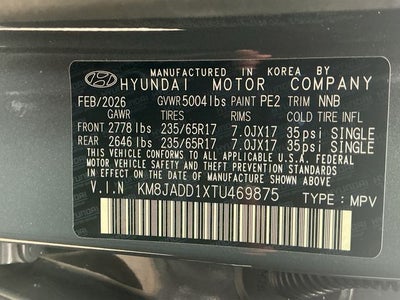 MANUFACTURED IN KOREA BY
HYUNDAI MOTOR COMPANY
FEB/2026 GVWR 5004 lbs PAINT PE2 TRIM NNB
GAWR TIRES RIMS COLD TIRE INFL
FRONT 2778 lbs 235/65R17 7.0JX17 35psi SINGLE
REAR 2646 lbs 235/65R17 7.0JX17 35psi SINGLE
THIS VEHICLE CONFORMS TO ALL APPLICABLE U.S.A. FEDERAL
MOTOR VEHICLE SAFETY AND THEFT PREVENTION STANDARDS
IN EFFECT ON THE DATE OF MANUFACTURE SHOWN ABOVE.
V.I.N KM8JADD1XTU469875 TYPE : MPV